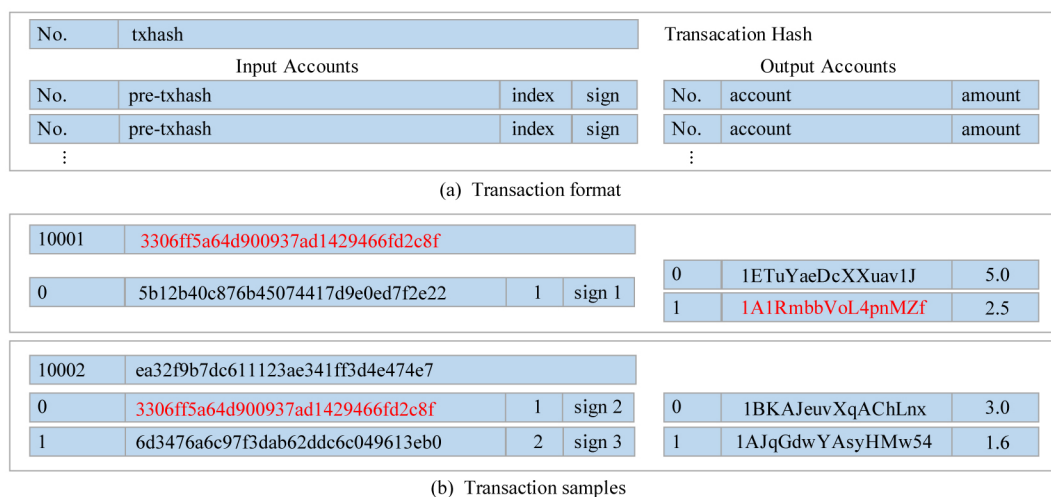 No. txhash Transacation Hash
Input Accounts Output Accounts
No. pre-txhash index sign No. account amount
No. pre-txhash index sign No. account amount
⋮ ⋮
(a) Transaction format
10001 3306ff5a64d900937ad1429466fd2c8f
0 1ETuYaeDcXXuav1J 5.0
0 5b12b40c876b45074417d9e0ed7f2e22 1 sign 1
1 1A1RmbbVoL4pnMZf 2.5
10002 ea32f9b7dc611123ae341ff3d4e474e7
0 3306ff5a64d900937ad1429466fd2c8f 1 sign 2 0 1BKAJeuvXqAChLnx 3.0
1 6d3476a6c97f3dab62ddc6c049613eb0 2 sign 3 1 1AJqGdwYAsyHMw54 1.6
(b) Transaction samples